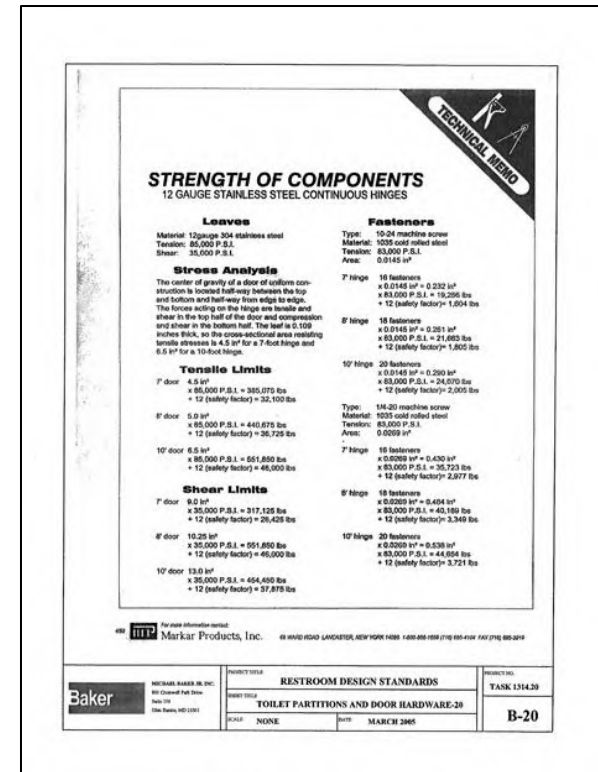 TECHNICAL MEMO
STRENGTH OF COMPONENTS
12 GAUGE STAINLESS STEEL CONTINUOUS HINGES
Leaves
Material: 12gauge 304 stainless steel
Tension: 85,000 P.S.I.
Shear: 35,000 P.S.I.
Stress Analysis
The center of gravity of a door of uniform con-
struction is located half-way between the top
and bottom and half-way from edge to edge.
The forces acting on the hinge are tensile and
shear in the top half of the door and compression
and shear in the bottom half. The leaf is 0.109
inches thick, so the cross-sectional area resisting
tensile stresses is 4.5 in² for a 7-foot hinge and
6.5 in² for a 10-foot hinge.
Tensile Limits
7' door 4.5 in²
x 85,000 P.S.I. = 385,075 lbs
÷ 12 (safety factor) = 32,100 lbs
8' door 5.0 in²
x 85,000 P.S.I. = 440,675 lbs
÷ 12 (safety factor) = 36,725 lbs
10' door 6.5 in²
x 85,000 P.S.I. = 551,850 lbs
÷ 12 (safety factor) = 46,000 lbs
Shear Limits
7' door 9.0 in²
x 35,000 P.S.I. = 317,125 lbs
÷ 12 (safety factor) = 26,425 lbs
8' door 10.25 in²
x 35,000 P.S.I. = 551,850 lbs
÷ 12 (safety factor) = 46,000 lbs
10' door 13.0 in²
x 35,000 P.S.I. = 454,450 lbs
÷ 12 (safety factor) = 37,875 lbs
Fasteners
Type: 10-24 machine screw
Material: 1035 cold rolled steel
Tension: 83,000 P.S.I.
Area: 0.0145 in²
7' hinge 16 fasteners
x 0.0145 in² = 0.232 in²
x 83,000 P.S.I. = 19,256 lbs
÷ 12 (safety factor)= 1,604 lbs
8' hinge 18 fasteners
x 0.0145 in² = 0.261 in²
x 83,000 P.S.I. = 21,663 lbs
÷ 12 (safety factor)= 1,805 lbs
10' hinge 20 fasteners
x 0.0145 in² = 0.290 in²
x 83,000 P.S.I. = 24,070 lbs
÷ 12 (safety factor)= 2,005 lbs
Type: 1/4-20 machine screw
Material: 1035 cold rolled steel
Tension: 83,000 P.S.I.
Area: 0.0269 in²
7' hinge 16 fasteners
x 0.0269 in² = 0.430 in²
x 83,000 P.S.I. = 35,723 lbs
÷ 12 (safety factor) = 2,977 lbs
8' hinge 18 fasteners
x 0.0269 in² = 0.484 in²
x 83,000 P.S.I. = 40,189 lbs
÷ 12 (safety factor)= 3,349 lbs
10' hinge 20 fasteners
x 0.0269 in² = 0.538 in²
x 83,000 P.S.I. = 44,654 lbs
÷ 12 (safety factor)= 3,721 lbs
For more information contact:
Markar Products, Inc. 68 WARD ROAD LANCASTER, NEW YORK 14086
Baker
MICHAEL BAKER JR. INC.
PROJECT TITLE
RESTROOM DESIGN STANDARDS
PROJECT NO.
TASK 1314.20
SHEET TITLE
TOILET PARTITIONS AND DOOR HARDWARE-20
SCALE NONE
DATE MARCH 2005
B-20